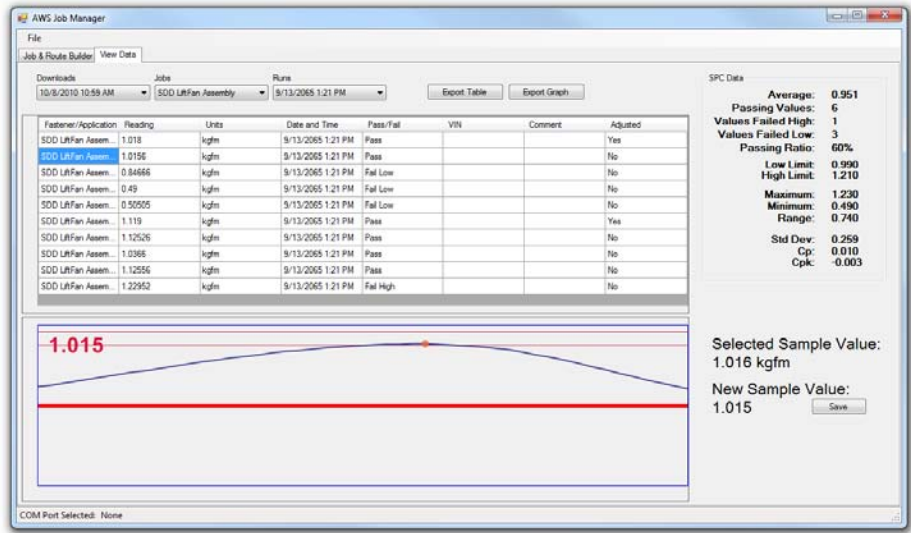 AWS Job Manager
File
Job & Route Builder View Data
Downloads Jobs Runs
10/8/2010 10:59 AM SDD LiftFan Assembly 9/13/2065 1:21 PM Export Table Export Graph
Fastener/Application Reading Units Date and Time Pass/Fail VIN Comment Adjusted
SDD LiftFan Assem... 1.018 kgfm 9/13/2065 1:21 PM Pass Yes
SDD LiftFan Assem... 1.0156 kgfm 9/13/2065 1:21 PM Pass No
SDD LiftFan Assem... 0.84666 kgfm 9/13/2065 1:21 PM Fail Low No
SDD LiftFan Assem... 0.49 kgfm 9/13/2065 1:21 PM Fail Low No
SDD LiftFan Assem... 0.50505 kgfm 9/13/2065 1:21 PM Fail Low No
SDD LiftFan Assem... 1.119 kgfm 9/13/2065 1:21 PM Pass Yes
SDD LiftFan Assem... 1.12526 kgfm 9/13/2065 1:21 PM Pass No
SDD LiftFan Assem... 1.0366 kgfm 9/13/2065 1:21 PM Pass No
SDD LiftFan Assem... 1.12556 kgfm 9/13/2065 1:21 PM Pass No
SDD LiftFan Assem... 1.22952 kgfm 9/13/2065 1:21 PM Fail High No
SPC Data
Average: 0.951
Passing Values: 6
Values Failed High: 1
Values Failed Low: 3
Passing Ratio: 60%
Low Limit: 0.990
High Limit: 1.210
Maximum: 1.230
Minimum: 0.490
Range: 0.740
Std Dev: 0.259
Cp: 0.010
Cpk: -0.003
1.015
Selected Sample Value:
1.016 kgfm
New Sample Value:
1.015 Save
COM Port Selected: None